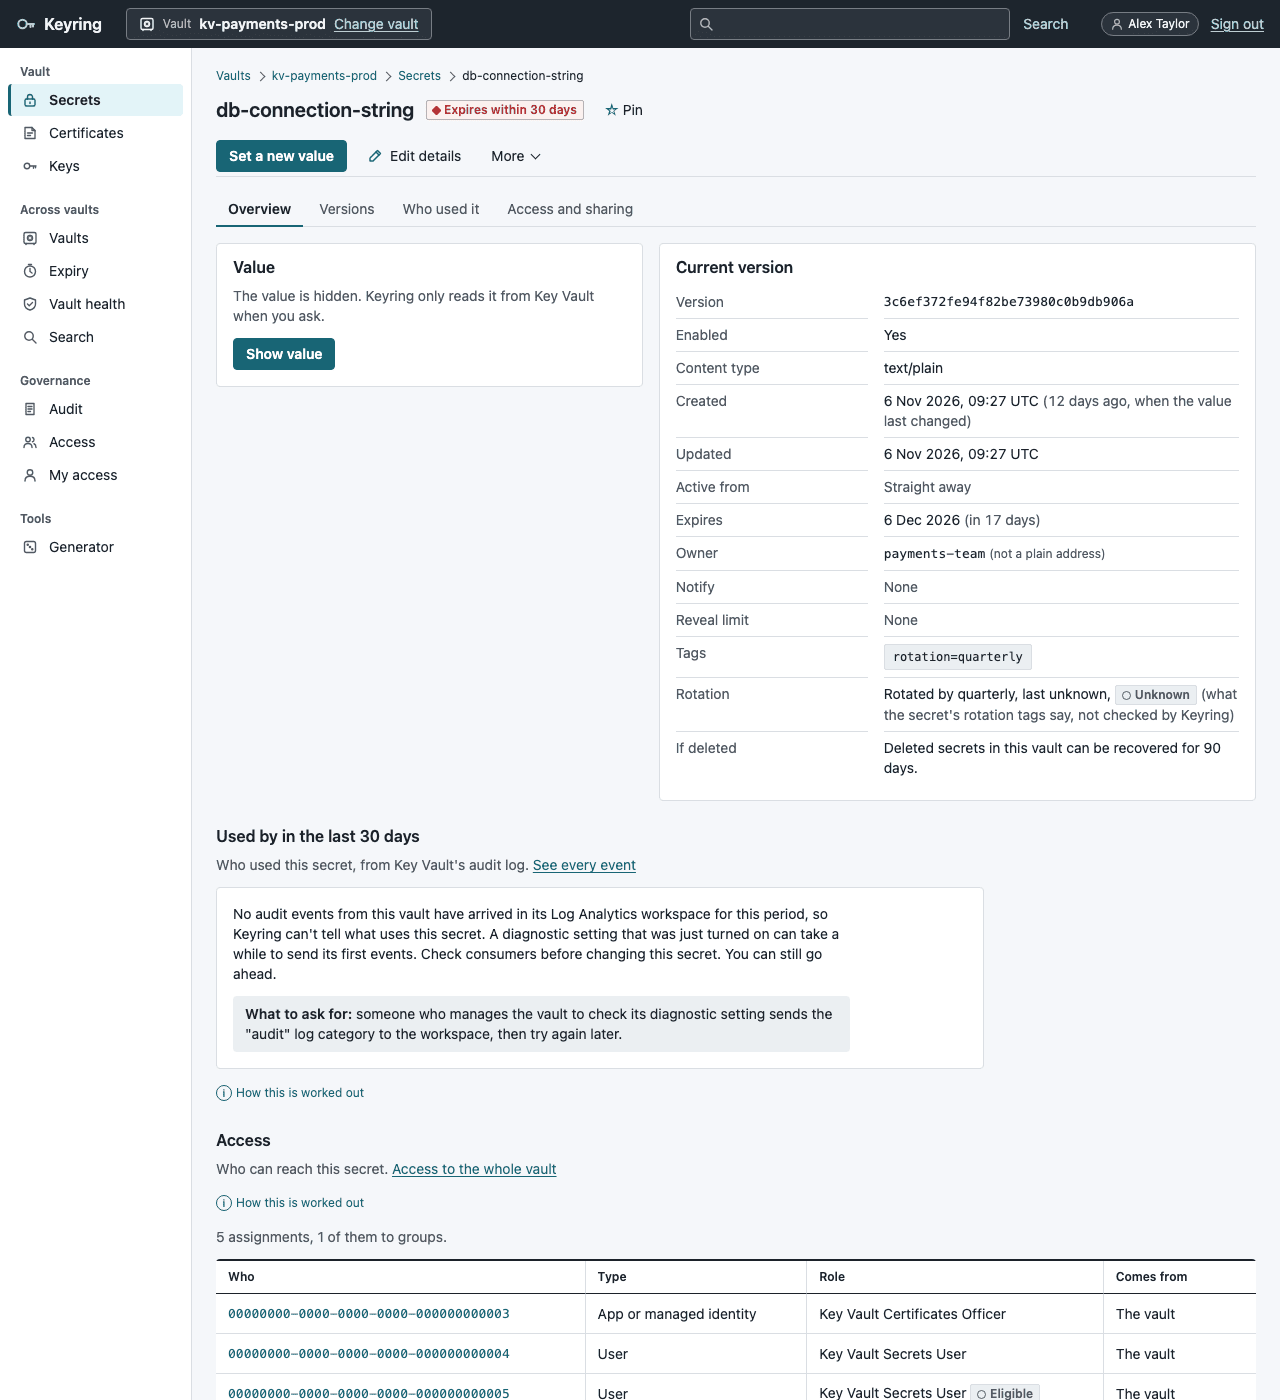 Keyring
Vault kv-payments-prod Change vault
Search
Alex Taylor
Sign out
Vault
Secrets
Certificates
Keys
Across vaults
Vaults
Expiry
Vault health
Search
Governance
Audit
Access
My access
Tools
Generator
Vaults > kv-payments-prod > Secrets > db-connection-string
db-connection-string
Expires within 30 days
Pin
Set a new value
Edit details
More
Overview
Versions
Who used it
Access and sharing
Value
The value is hidden. Keyring only reads it from Key Vault
when you ask.
Show value
Current version
Version 3c6ef372fe94f82be73980c0b9db906a
Enabled Yes
Content type text/plain
Created 6 Nov 2026, 09:27 UTC (12 days ago, when the value
last changed)
Updated 6 Nov 2026, 09:27 UTC
Active from Straight away
Expires 6 Dec 2026 (in 17 days)
Owner payments-team (not a plain address)
Notify None
Reveal limit None
Tags rotation=quarterly
Rotation Rotated by quarterly, last unknown, Unknown (what
the secret's rotation tags say, not checked by Keyring)
If deleted Deleted secrets in this vault can be recovered for 90
days.
Used by in the last 30 days
Who used this secret, from Key Vault's audit log. See every event
No audit events from this vault have arrived in its Log Analytics workspace for this period, so
Keyring can't tell what uses this secret. A diagnostic setting that was just turned on can take a
while to send its first events. Check consumers before changing this secret. You can still go
ahead.
What to ask for: someone who manages the vault to check its diagnostic setting sends the
"audit" log category to the workspace, then try again later.
How this is worked out
Access
Who can reach this secret. Access to the whole vault
How this is worked out
5 assignments, 1 of them to groups.
Who Type Role Comes from
00000000-0000-0000-0000-000000000003 App or managed identity Key Vault Certificates Officer The vault
00000000-0000-0000-0000-000000000004 User Key Vault Secrets User The vault
00000000-0000-0000-0000-000000000005 User Key Vault Secrets User Eligible The vault